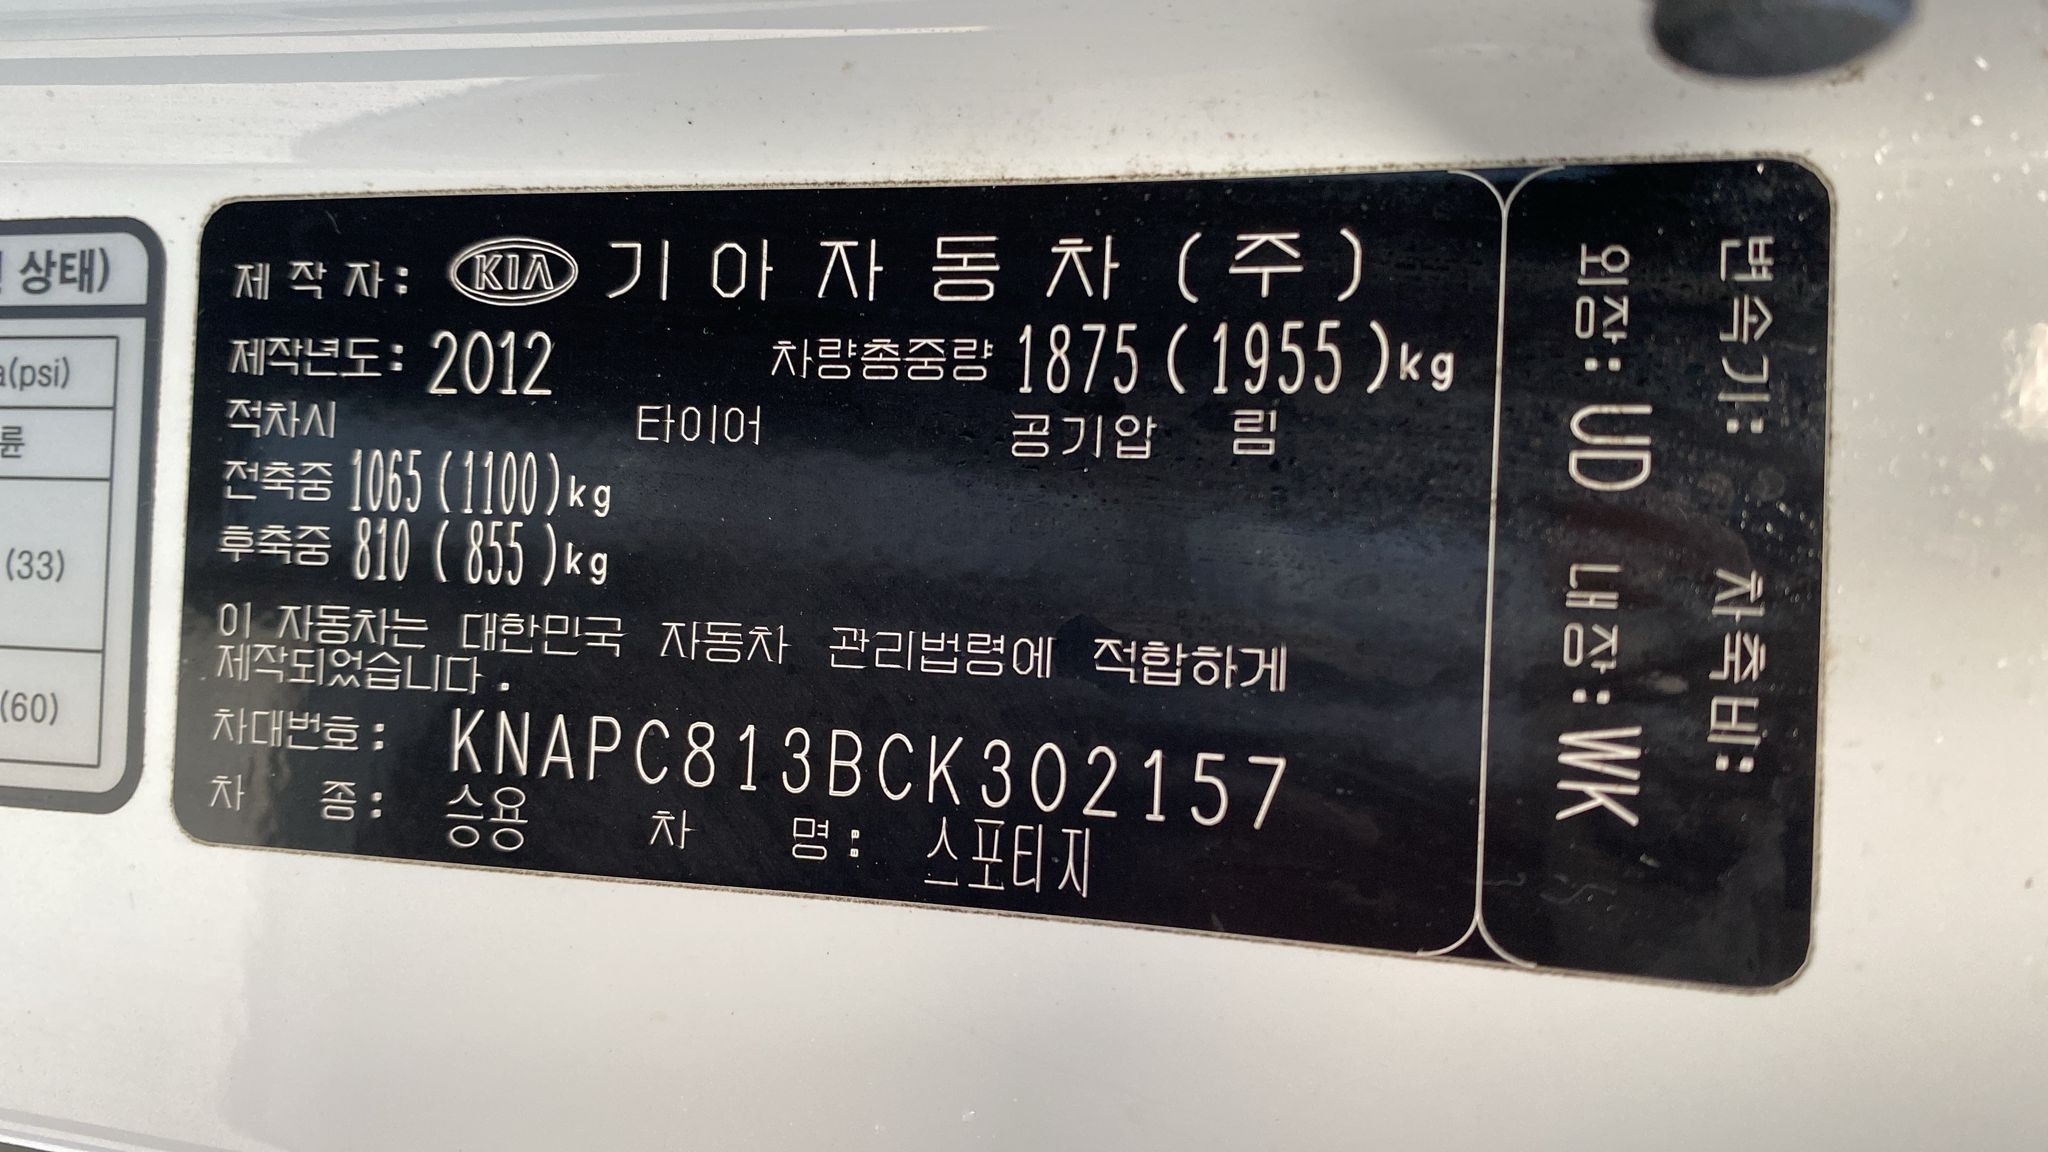 상태)
a(psi)
륜
(33)
(60)
제 작 자: KIA 기 아 자 동 차 (주)
제작년도: 2012 차량총중량 1875 (1955)kg
적차시 타이어 공기압 림
전축중 1065 (1100)kg
후축중 810 (855)kg
이 자동차는 대한민국 자동차 관리법령에 적합하게
제작되었습니다.
차대번호: KNAPC813BCK302157
차 종: 승용 차 명: 스포티지
변속기: 차축비:
외장: UD 내장: WK